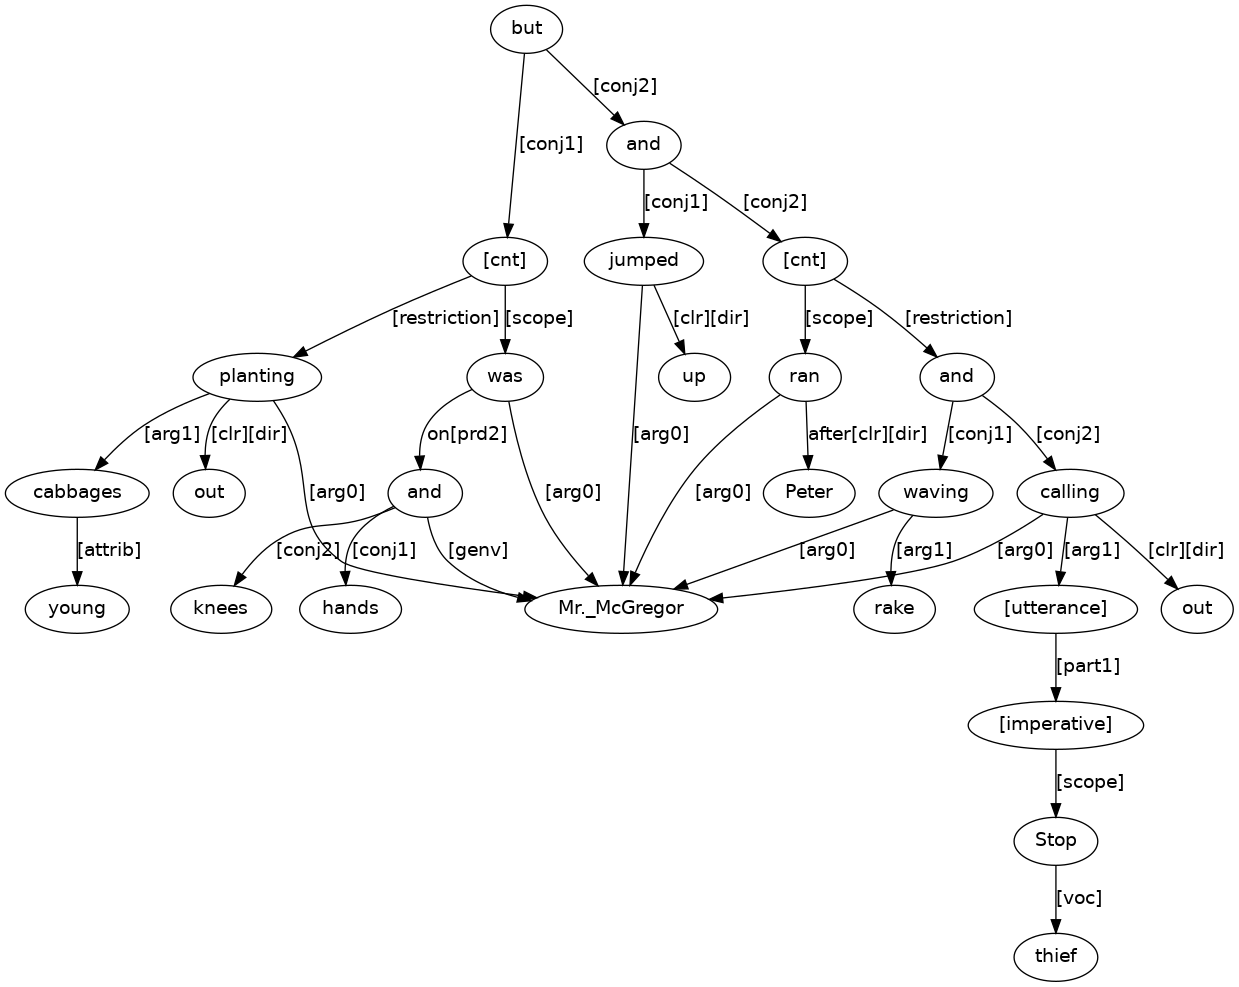 but
[conj2]
[conj1]
and
[conj1]
[conj2]
[cnt]
jumped
[cnt]
[restriction]
[scope]
[clr][dir]
[scope]
[restriction]
planting
was
up
ran
and
[arg1]
[clr][dir]
on[prd2]
[arg0]
after[clr][dir]
[conj1]
[conj2]
cabbages
out
[arg0]
and
[arg0]
[arg0]
Peter
waving
calling
[attrib]
[conj2]
[conj1]
[genv]
[arg0]
[arg1]
[arg0]
[arg1]
[clr][dir]
young
knees
hands
Mr._McGregor
rake
[utterance]
out
[part1]
[imperative]
[scope]
Stop
[voc]
thief